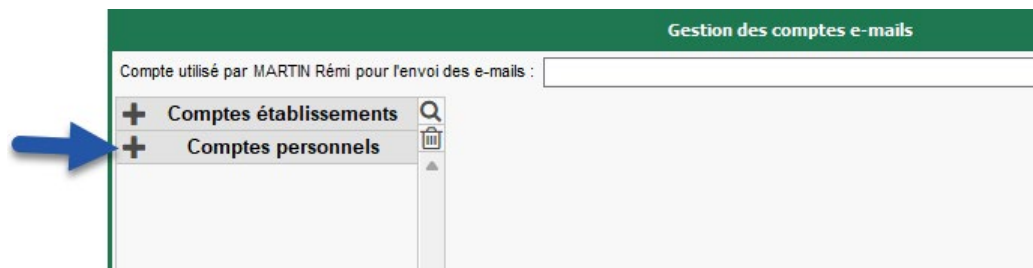 Gestion des comptes e-mails
Compte utilisé par MARTIN Rémi pour l'envoi des e-mails :
Comptes établissements
Comptes personnels